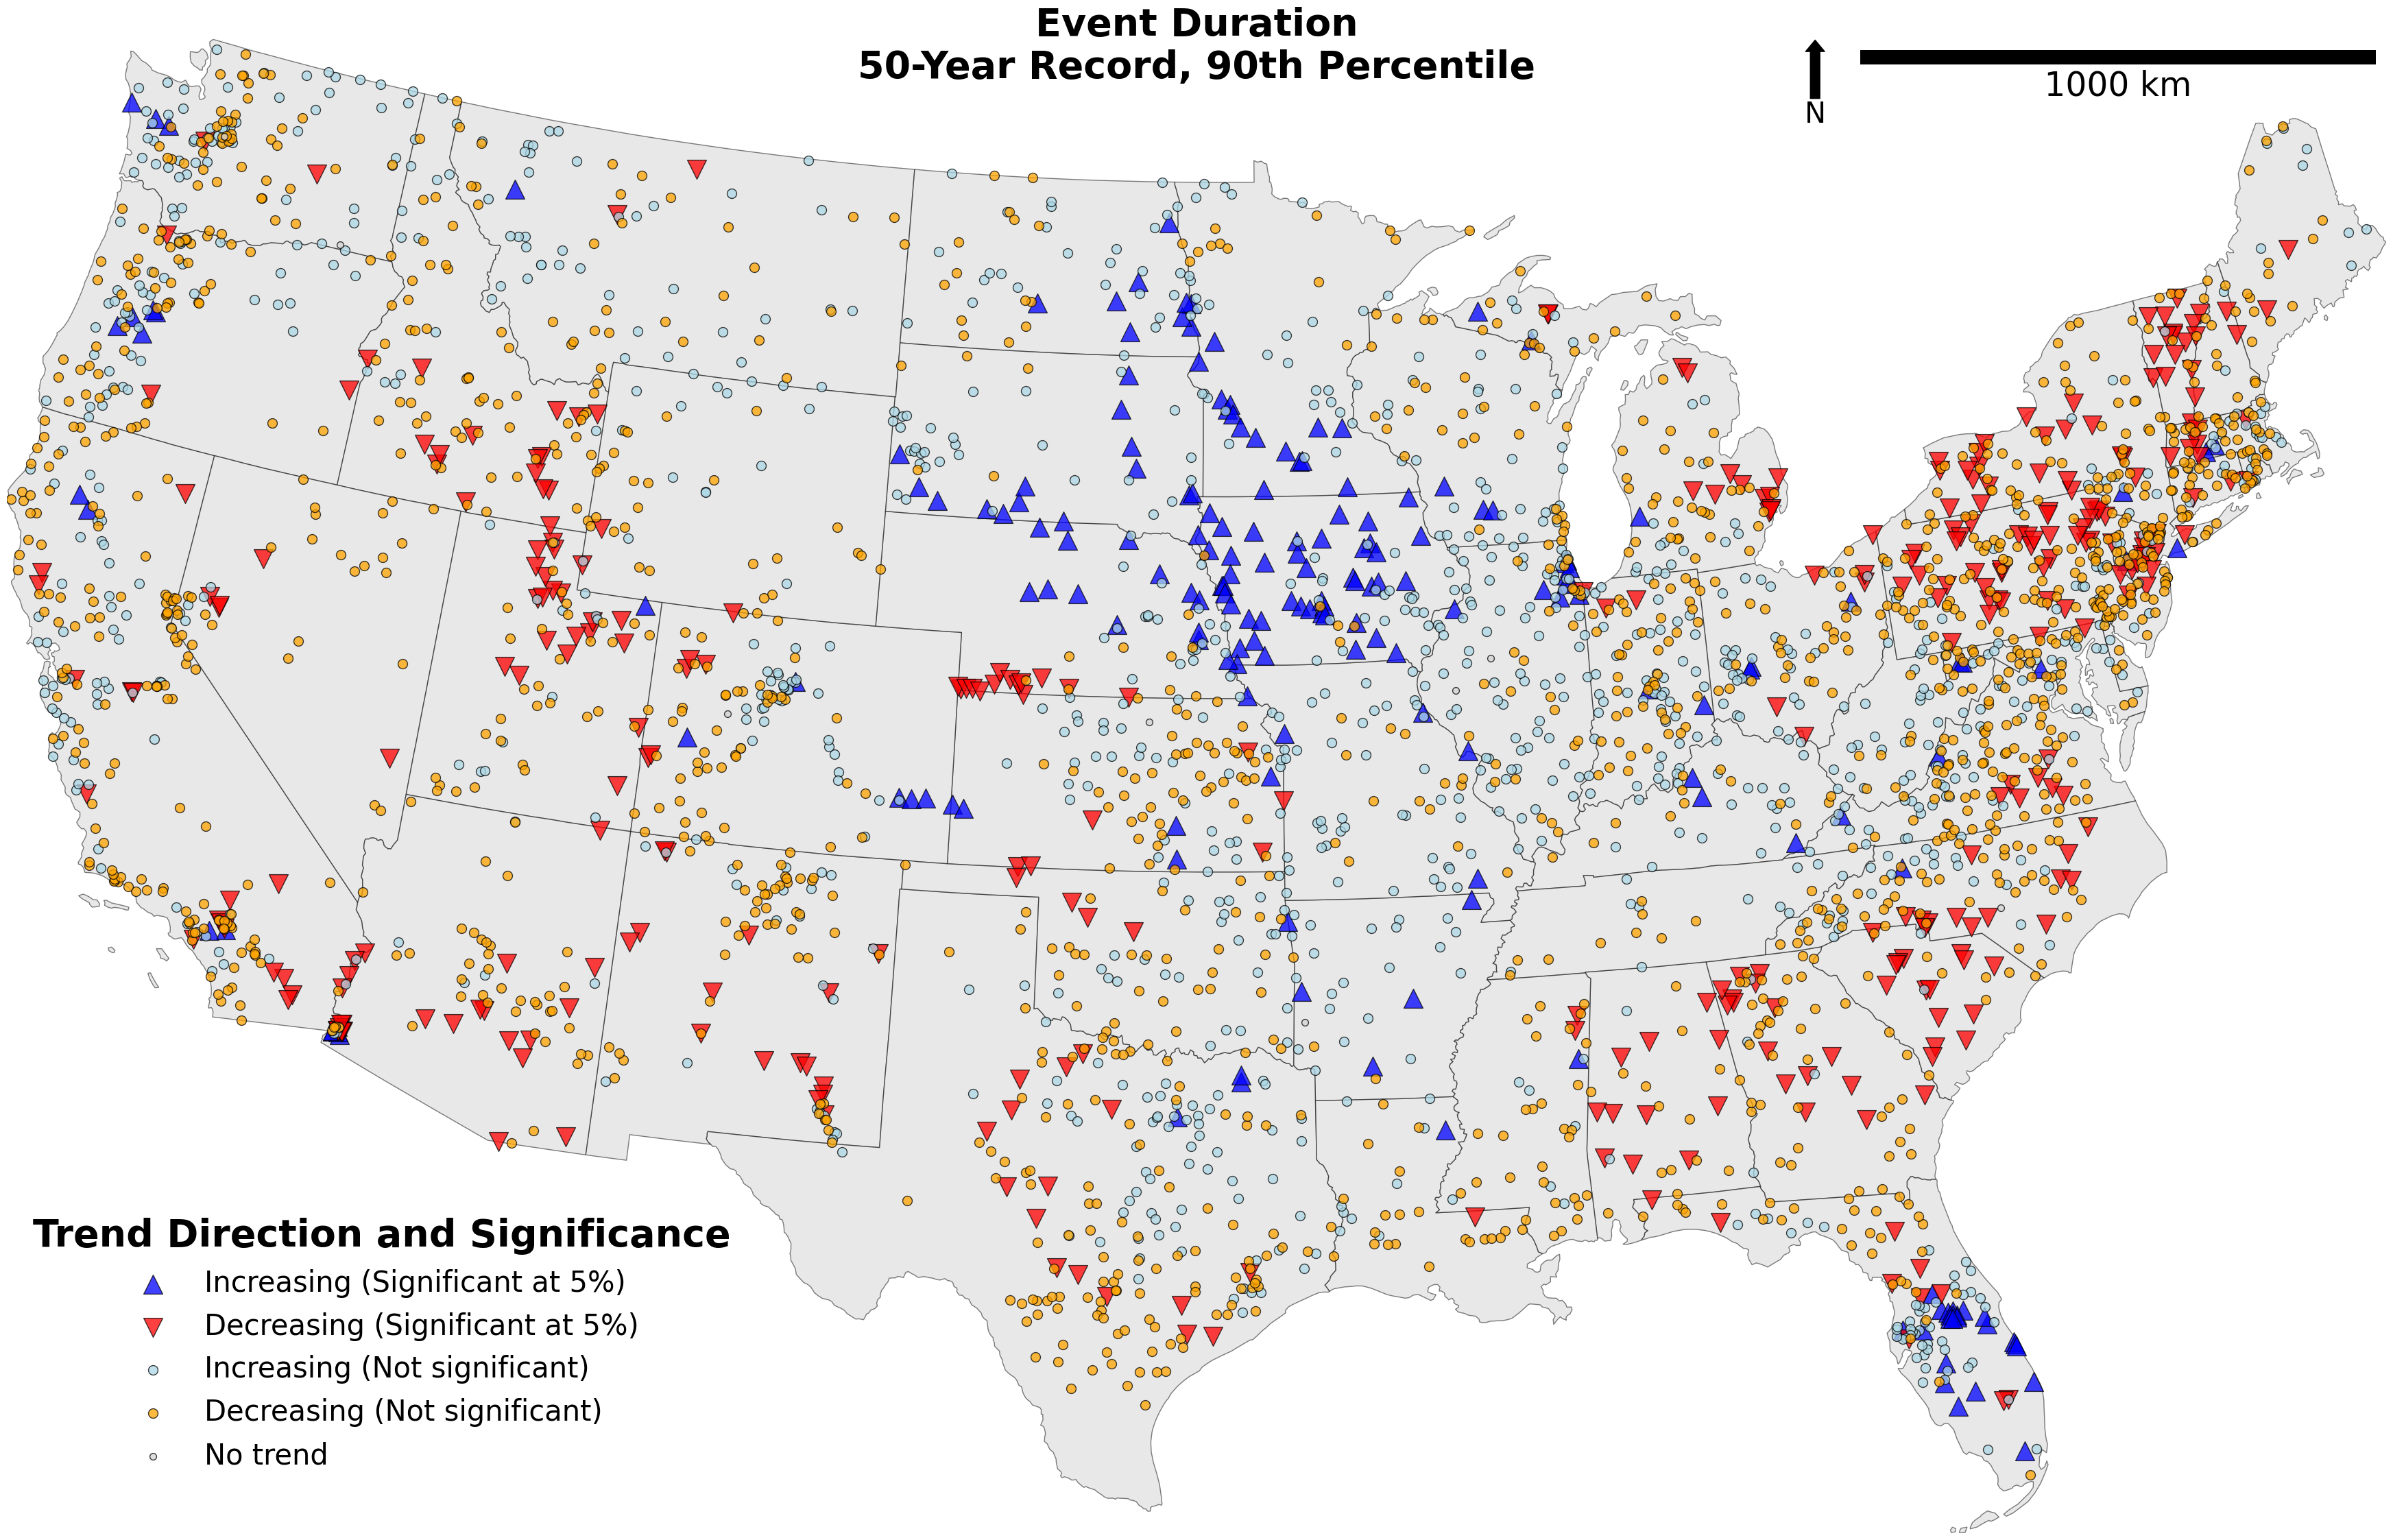 Event Duration
50-Year Record, 90th Percentile
1000 km
N
Trend Direction and Significance
Increasing (Significant at 5%)
Decreasing (Significant at 5%)
Increasing (Not significant)
Decreasing (Not significant)
No trend